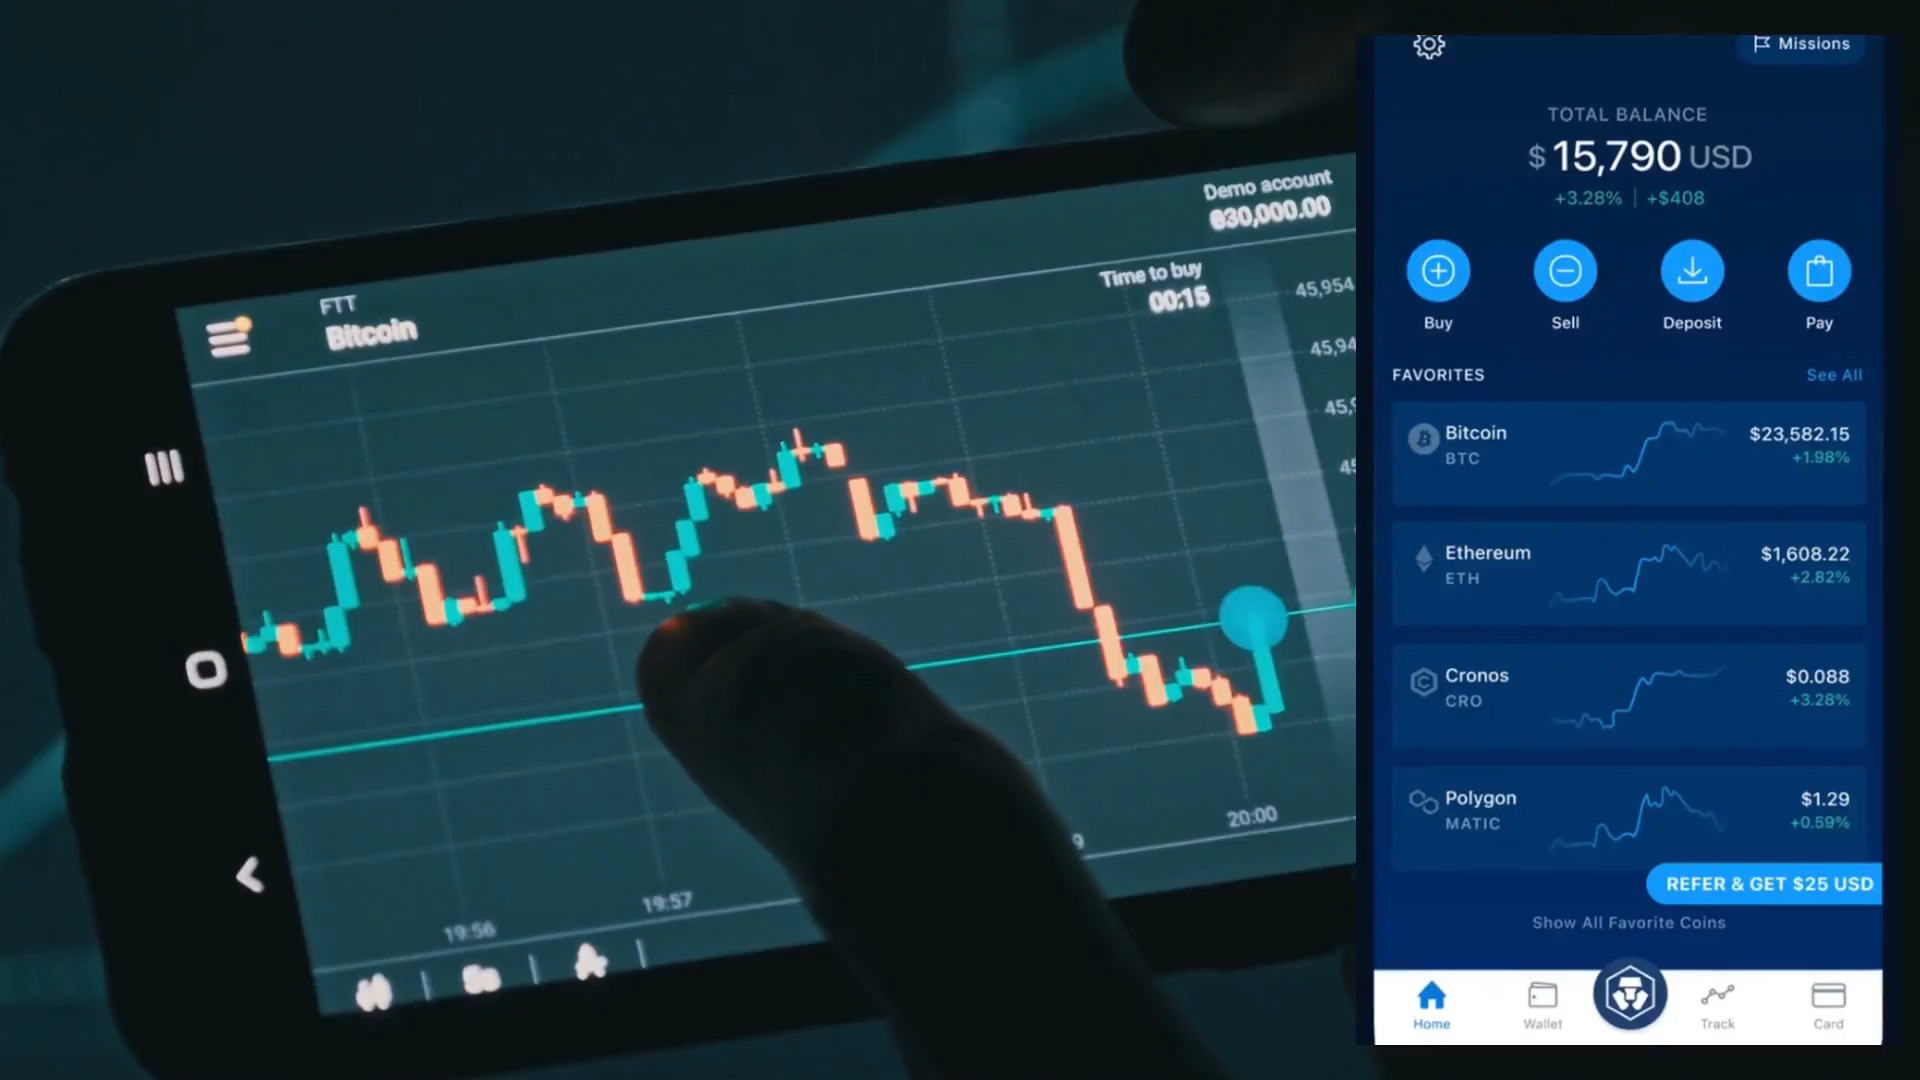 FTT
Bitcoin
Demo account
฿30,000.00
Time to buy
00:15
45,954
19:56
19:57
20:00
5s
Missions
TOTAL BALANCE
$15,790 USD
+3.28% | +$408
Buy
Sell
Deposit
Pay
FAVORITES
See All
Bitcoin
BTC
$23,582.15
+1.98%
Ethereum
ETH
$1,608.22
+2.82%
Cronos
CRO
$0.088
+3.28%
Polygon
MATIC
$1.29
+0.59%
REFER & GET $25 USD
Show All Favorite Coins
Home
Wallet
Track
Card